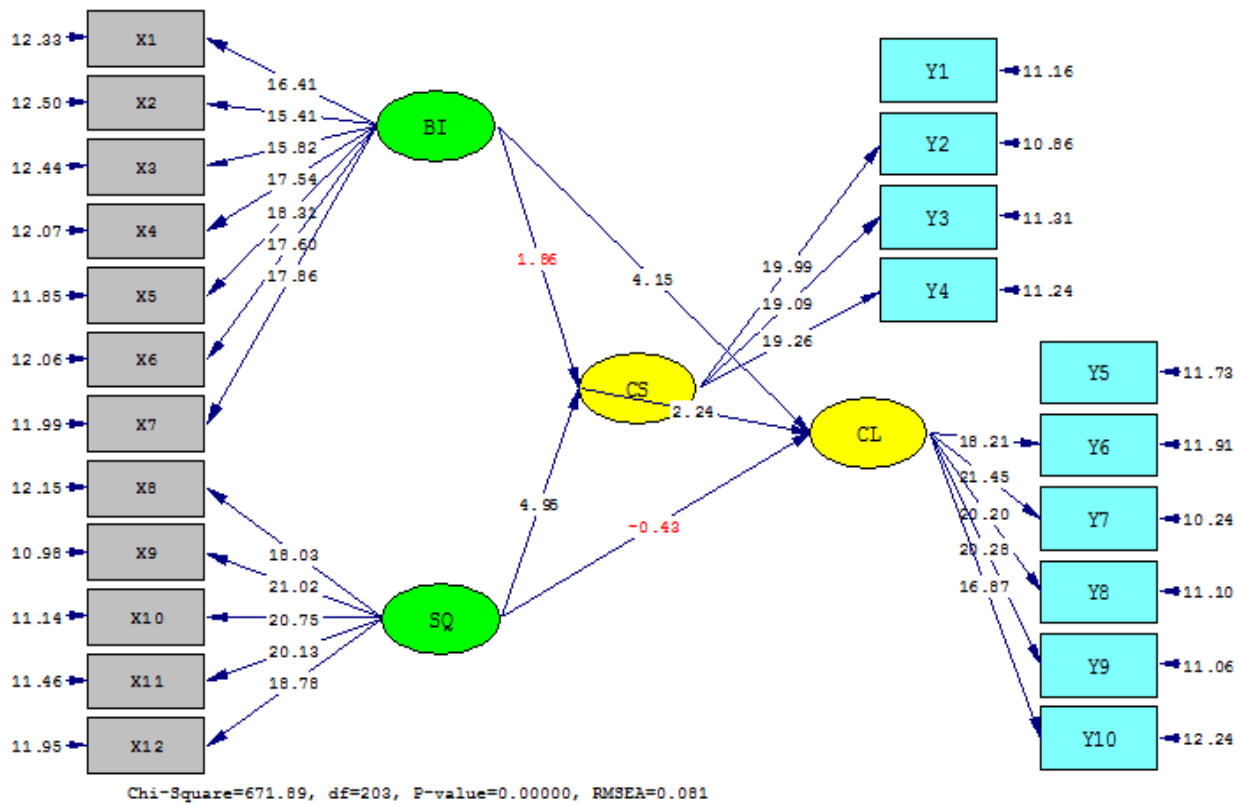 12.33 X1
16.41
12.50 X2
15.41
12.44 X3
15.82
12.07 X4
17.54
11.85 X5
18.32
12.06 X6
17.60
11.99 X7
17.86
12.15 X8
18.03
10.98 X9
21.02
11.14 X10
20.75
11.46 X11
20.13
11.95 X12
18.78
BI
SQ
1.86
4.15
4.95
-0.43
CS
2.24
CL
19.99
19.09
19.26
Y1 11.16
Y2 10.86
Y3 11.31
Y4 11.24
18.21
21.45
20.20
20.28
16.87
Y5 11.73
Y6 11.91
Y7 10.24
Y8 11.10
Y9 11.06
Y10 12.24
Chi-Square=671.89, df=203, P-value=0.00000, RMSEA=0.081